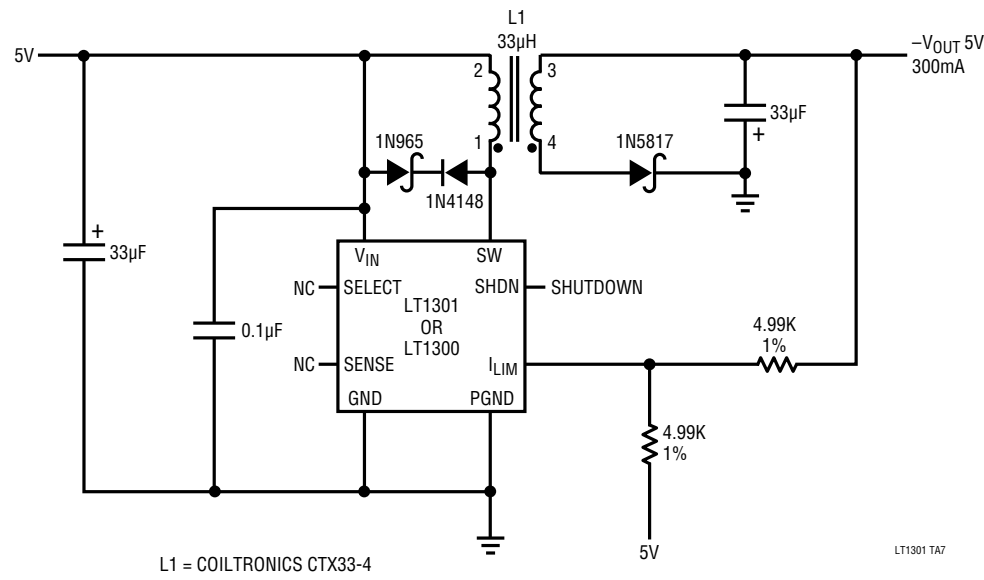 L1
33µH
5V
2
3
–VOUT 5V
300mA
33µF
+
1N965
1
4
1N5817
1N4148
+
33µF
VIN
SW
NC
SELECT
SHDN
SHUTDOWN
LT1301
OR
LT1300
0.1µF
4.99K
1%
NC
SENSE
ILIM
GND
PGND
4.99K
1%
5V
L1 = COILTRONICS CTX33-4
LT1301 TA7